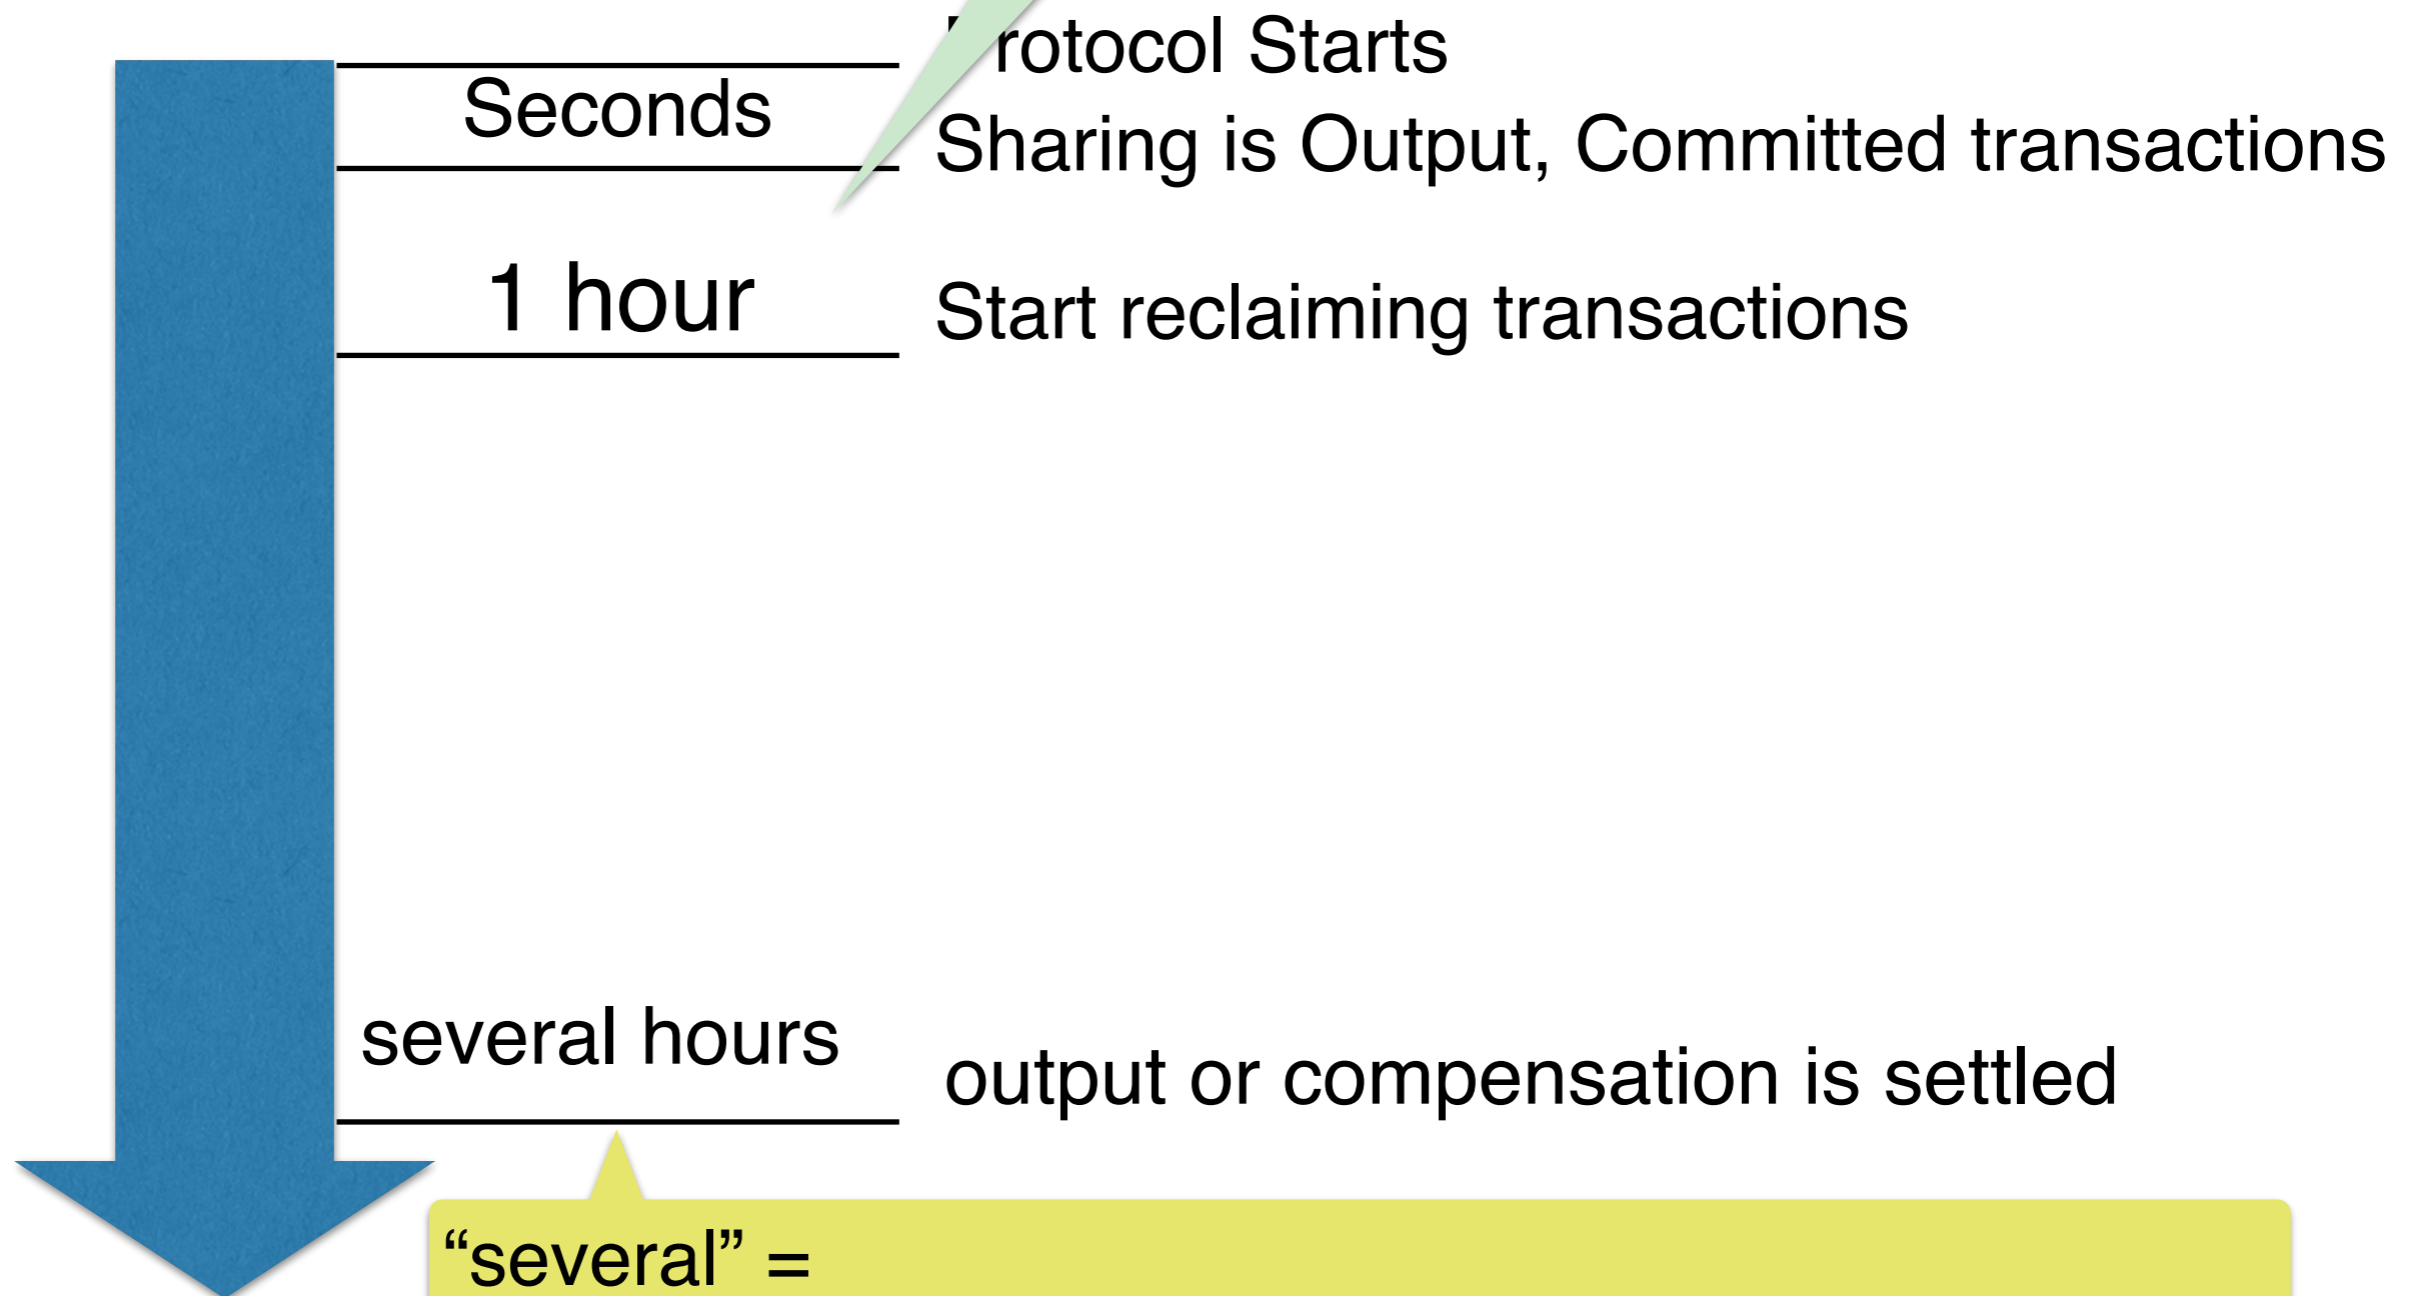 Protocol Starts
Seconds
Sharing is Output, Committed transactions
1 hour
Start reclaiming transactions
several hours
output or compensation is settled
“several” =